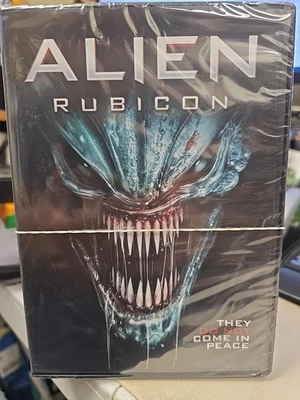 ALIEN
RUBICON
THEY
DO NOT
COME IN
PEACE